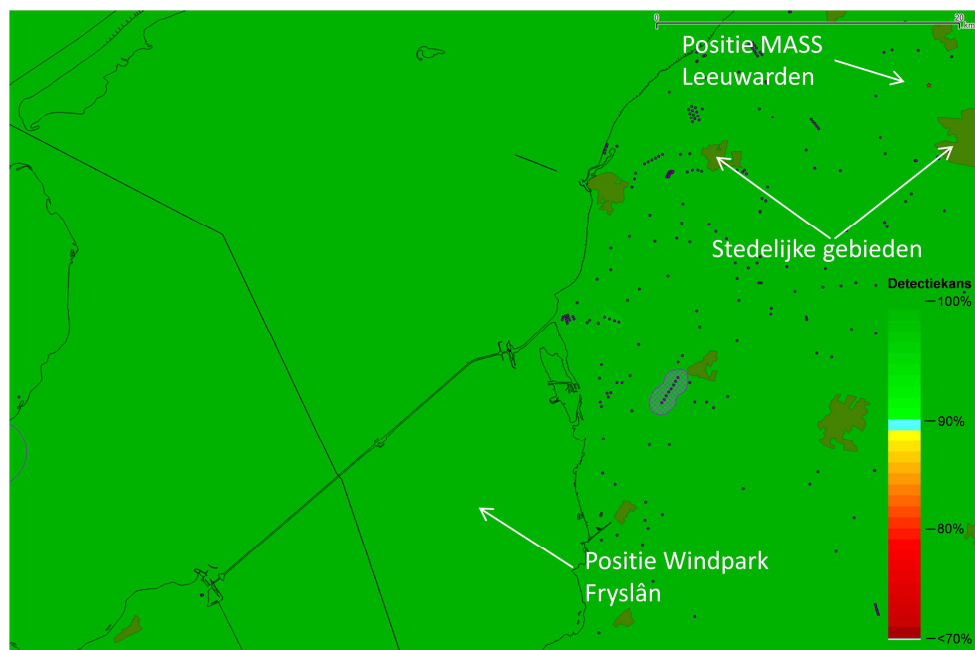 0
20
km
Positie MASS
Leeuwarden
Stedelijke gebieden
Detectiekans
100%
90%
80%
<70%
Positie Windpark
Fryslân